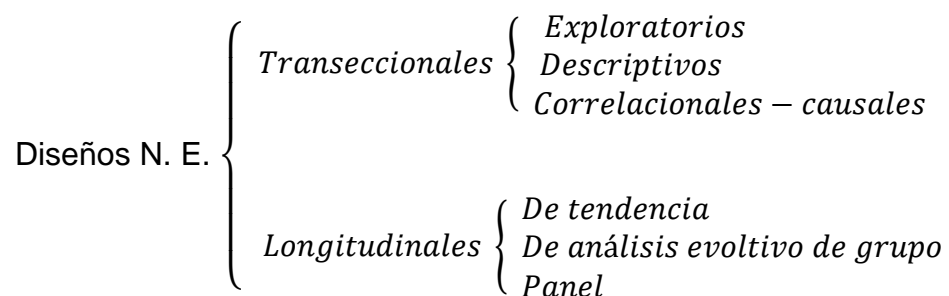 Exploratorios
Transeccionales
Descriptivos
Correlacionales – causales
Diseños N. E.
De tendencia
Longitudinales
De análisis evoltivo de grupo
Panel